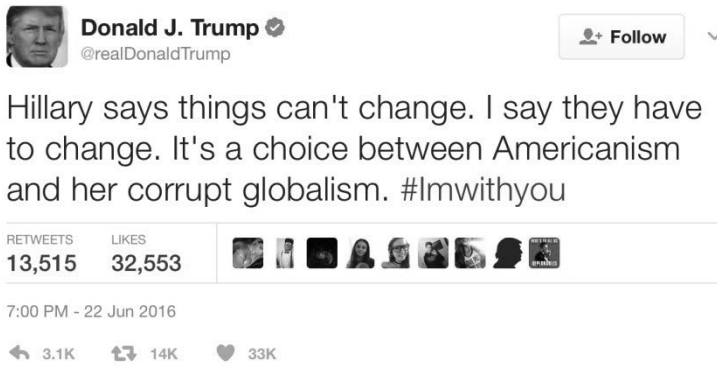 Donald J. Trump
@realDonaldTrump
Follow
Hillary says things can't change. I say they have
to change. It's a choice between Americanism
and her corrupt globalism. #Imwithyou
RETWEETS LIKES
13,515 32,553
7:00 PM - 22 Jun 2016
3.1K 14K 33K